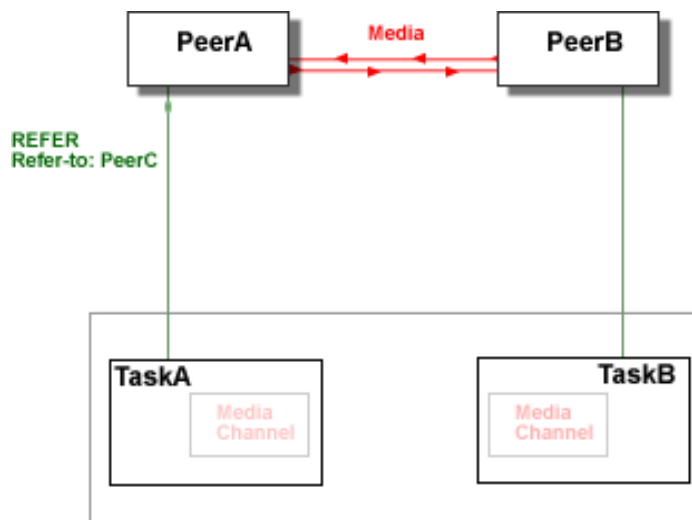 PeerA
Media
PeerB
REFER
Refer-to: PeerC
TaskA
Media
Channel
TaskB
Media
Channel